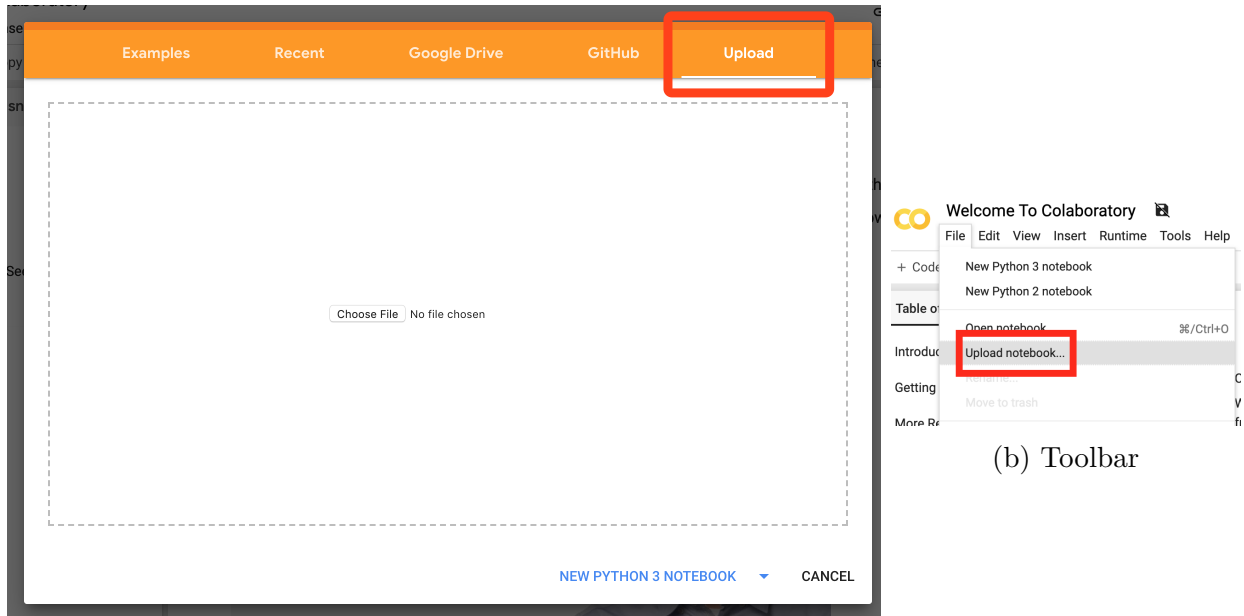 Examples Recent Google Drive GitHub Upload
Choose File No file chosen
NEW PYTHON 3 NOTEBOOK CANCEL
Welcome To Colaboratory
File Edit View Insert Runtime Tools Help
+ Code
New Python 3 notebook
New Python 2 notebook
Table of
Open notebook ⌘/Ctrl+O
Introduc
Upload notebook...
Rename...
Getting
Move to trash
More Re
(b) Toolbar